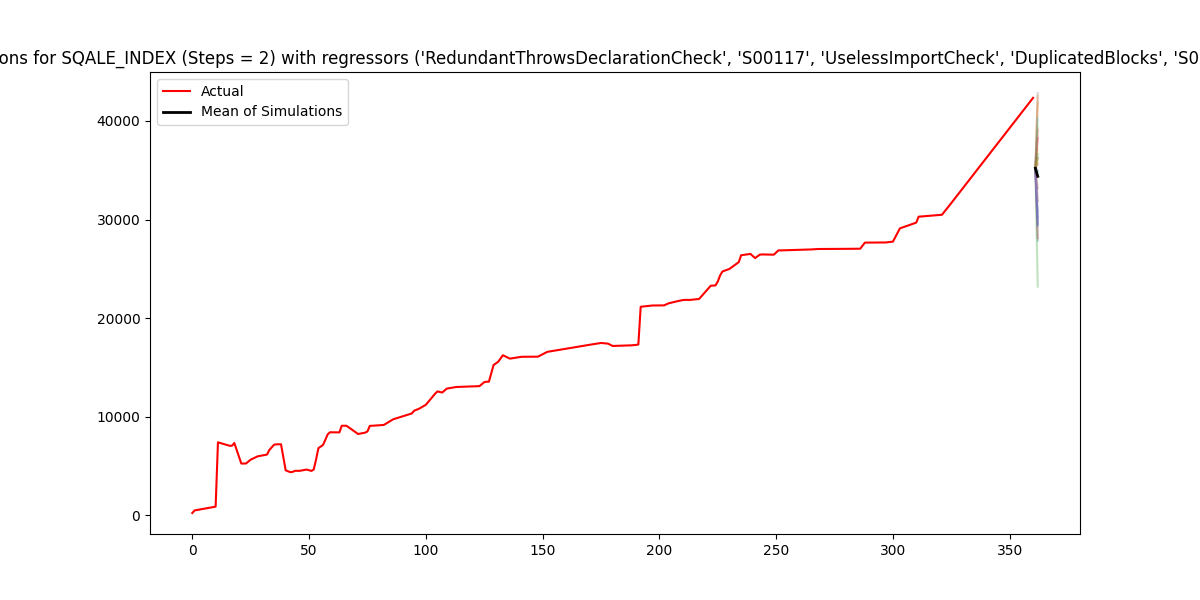 ons for SQALE_INDEX (Steps = 2) with regressors ('RedundantThrowsDeclarationCheck', 'S00117', 'UselessImportCheck', 'DuplicatedBlocks', 'S0
Actual
Mean of Simulations
40000
30000
20000
10000
0
0 50 100 150 200 250 300 350